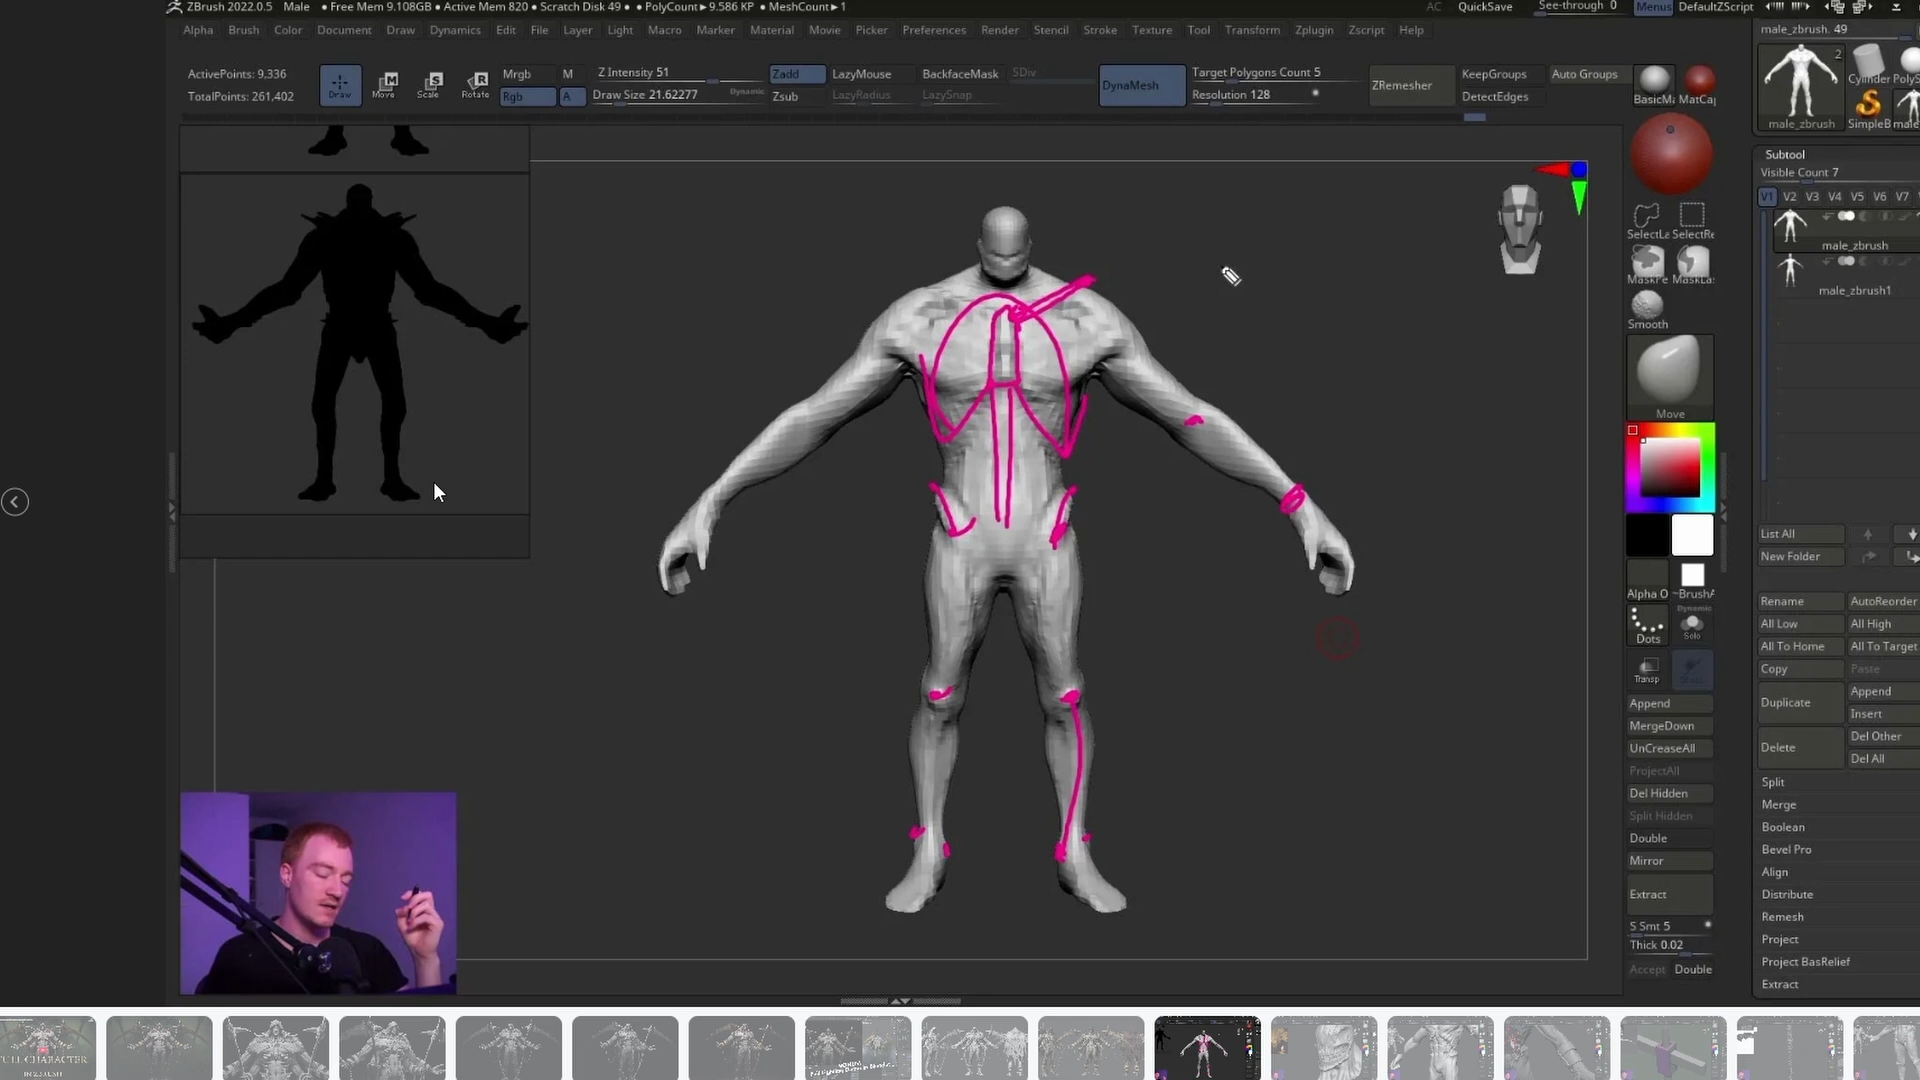 ZBrush 2022.0.5 Male • Free Mem 9.108GB • Active Mem 820 • Scratch Disk 49 • • PolyCount▸ 9.586 KP • MeshCount▸ 1
AC QuickSave See-through 0 Menus DefaultZScript
Alpha Brush Color Document Draw Dynamics Edit File Layer Light Macro Marker Material Movie Picker Preferences Render Stencil Stroke Texture Tool Transform Zplugin Zscript Help
male_zbrush. 49
ActivePoints: 9,336
TotalPoints: 261,402
Draw Move Scale Rotate
Mrgb M
Rgb A
Z Intensity 51
Draw Size 21.62277 Dynamic
Zadd
Zsub
LazyMouse
LazyRadius
BackfaceMask
LazySnap
SDiv
DynaMesh
Target Polygons Count 5
Resolution 128
ZRemesher
KeepGroups
DetectEdges
Auto Groups
BasicMa MatCap
2
Cylinder PolyS
male_zbrush SimpleB male
Subtool
Visible Count 7
V1 V2 V3 V4 V5 V6 V7
male_zbrush
male_zbrush1
SelectLa SelectRe
MaskPe MaskLa
Smooth
Move
Alpha O ~BrushA
Dots
Dynamic
Solo
Transp
Append
MergeDown
UnCreaseAll
ProjectAll
Del Hidden
Split Hidden
Double
Mirror
Extract
S Smt 5
Thick 0.02
Accept Double
List All
New Folder
Rename AutoReorder
All Low All High
All To Home All To Target
Copy Paste
Duplicate Append
Insert
Delete Del Other
Del All
Split
Merge
Boolean
Bevel Pro
Align
Distribute
Remesh
Project
Project BasRelief
Extract
FULL CHARACTER